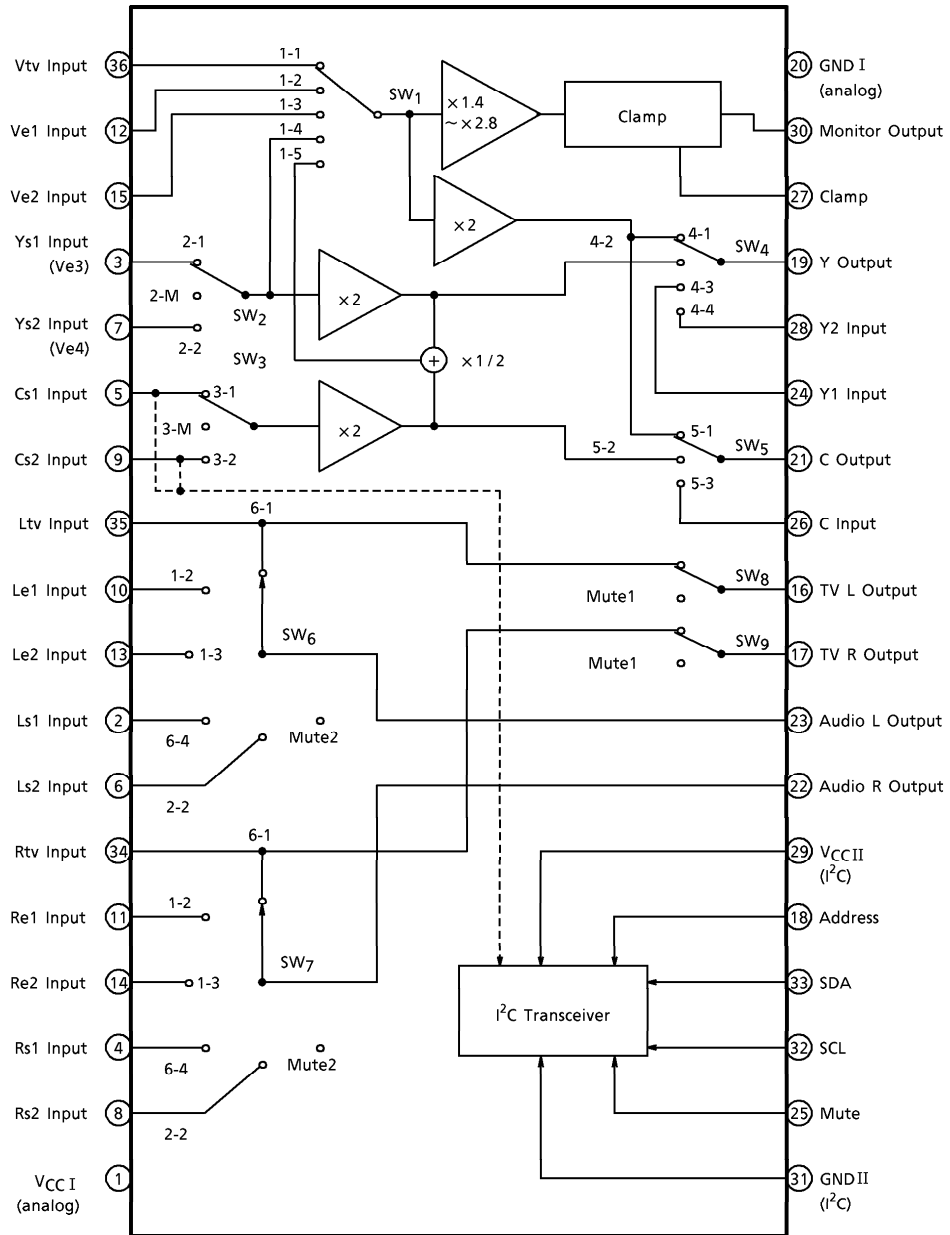 Vtv Input 36
Ve1 Input 12
Ve2 Input 15
Ys1 Input
(Ve3) 3
Ys2 Input
(Ve4) 7
Cs1 Input 5
Cs2 Input 9
Ltv Input 35
Le1 Input 10
Le2 Input 13
Ls1 Input 2
Ls2 Input 6
Rtv Input 34
Re1 Input 11
Re2 Input 14
Rs1 Input 4
Rs2 Input 8
VCC I 1
(analog)
1-1
1-2
1-3
1-4
1-5
SW1
×1.4
~×2.8
Clamp
×2
2-1
2-M
2-2
SW2
×2
SW3
+ ×1/2
3-1
3-M
3-2
×2
4-2
4-1
SW4
4-3
4-4
5-1
SW5
5-2
5-3
6-1
1-2
1-3
SW6
6-4
Mute2
2-2
SW8
Mute1
SW9
Mute1
6-1
1-2
1-3
SW7
6-4
Mute2
2-2
I²C Transceiver
20 GND I
(analog)
30 Monitor Output
27 Clamp
19 Y Output
28 Y2 Input
24 Y1 Input
21 C Output
26 C Input
16 TV L Output
17 TV R Output
23 Audio L Output
22 Audio R Output
29 VCC II
(I²C)
18 Address
33 SDA
32 SCL
25 Mute
31 GND II
(I²C)